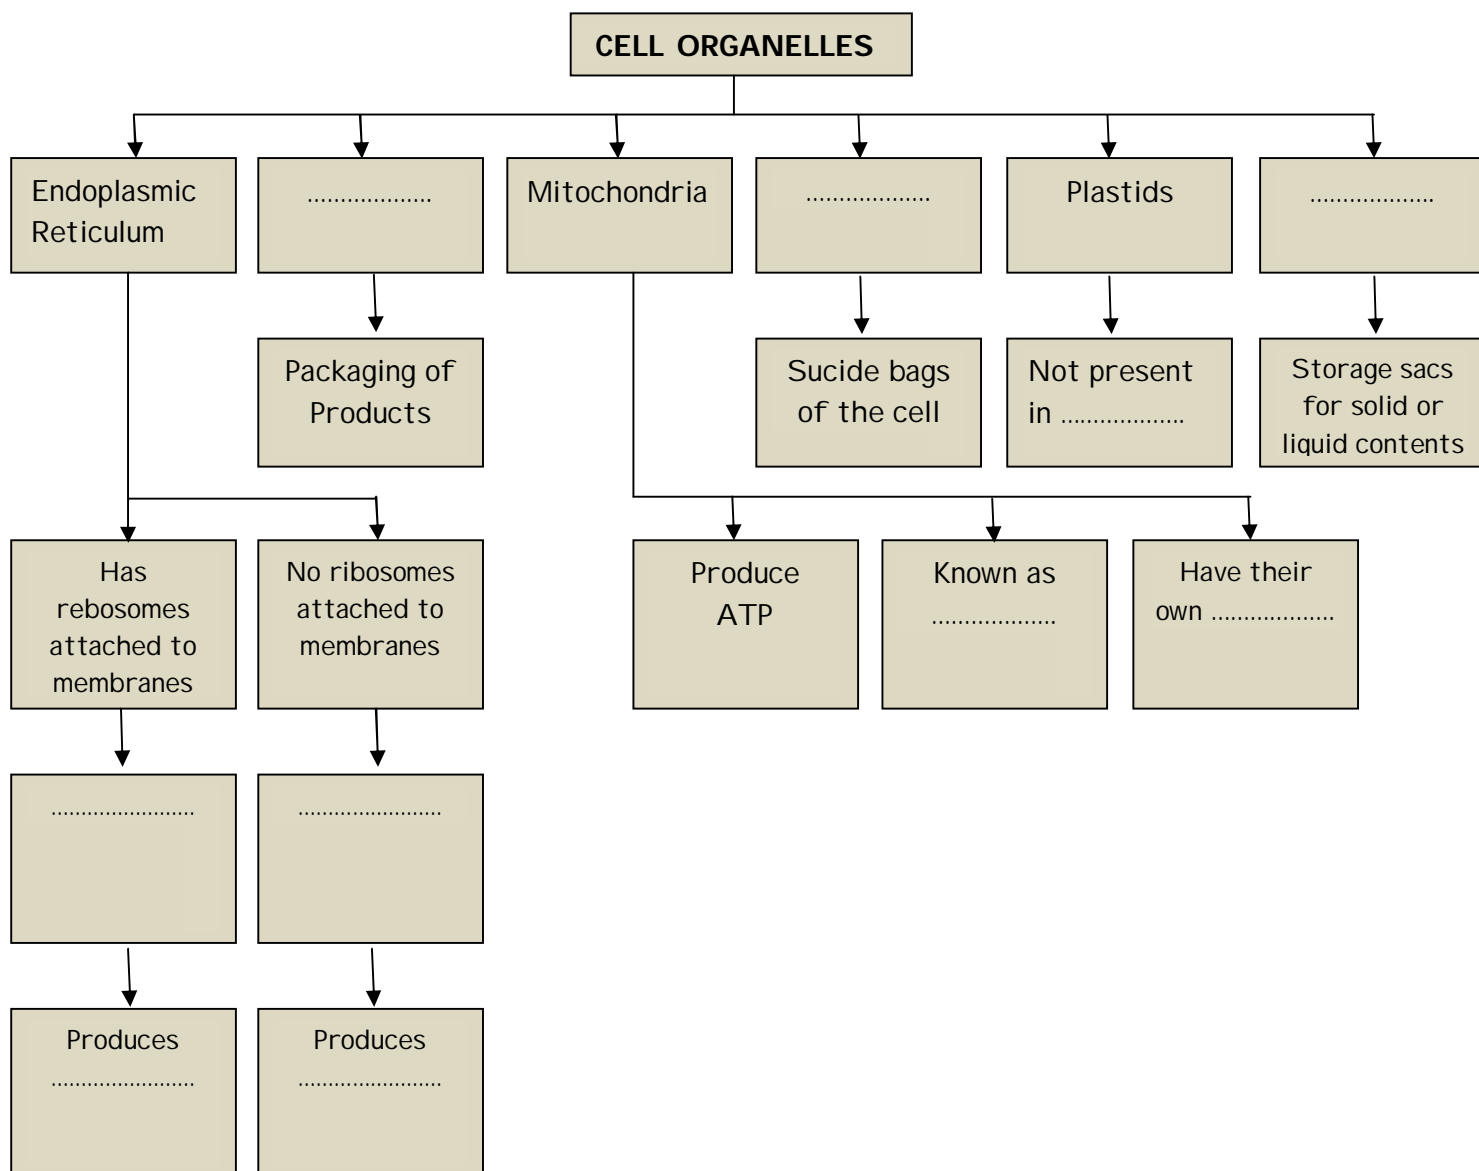 CELL ORGANELLES
Endoplasmic
Reticulum
...................
Mitochondria
...................
Plastids
...................
Packaging of
Products
Sucide bags
of the cell
Not present
in ...................
Storage sacs
for solid or
liquid contents
Has
rebosomes
attached to
membranes
No ribosomes
attached to
membranes
Produce
ATP
Known as
...................
Have their
own ...................
........................
........................
Produces
........................
Produces
........................